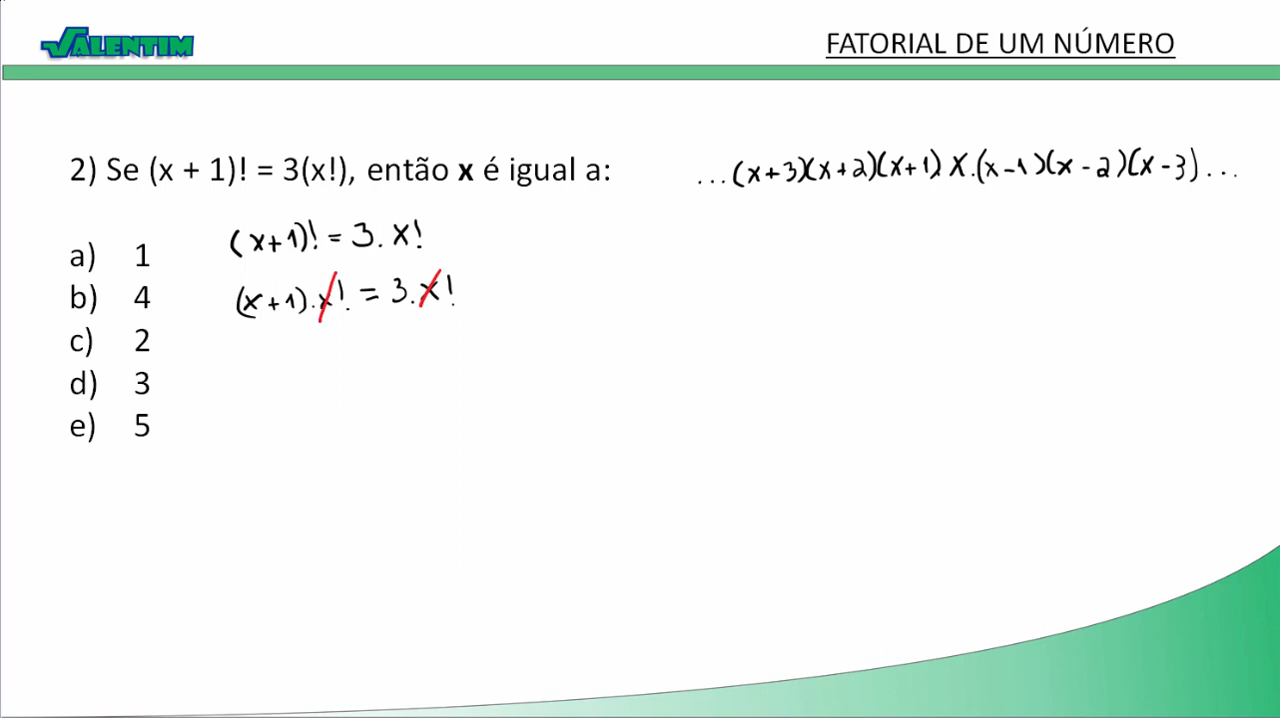 VALENTIM
FATORIAL DE UM NÚMERO
2) Se (x + 1)! = 3(x!), então x é igual a:
...(x+3)(x+2)(x+1) x.(x-1)(x-2)(x-3)...
a) 1
b) 4
c) 2
d) 3
e) 5
(x+1)! = 3. x!
(x+1).x! = 3.x!